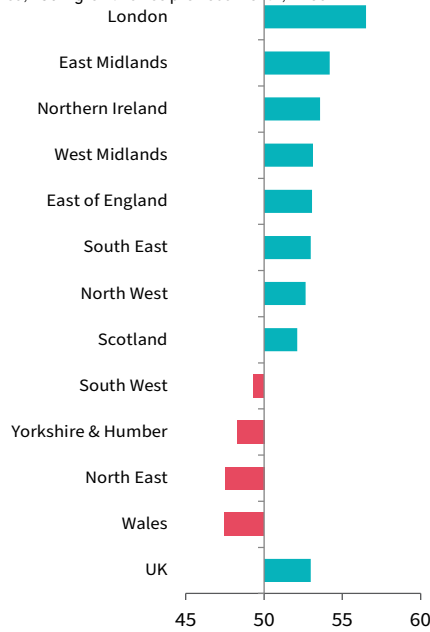 London
East Midlands
Northern Ireland
West Midlands
East of England
South East
North West
Scotland
South West
Yorkshire & Humber
North East
Wales
UK
45 50 55 60